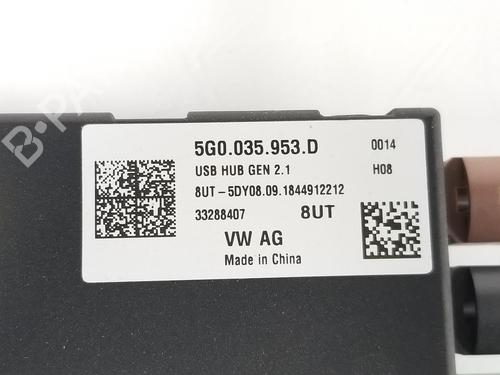 5G0.035.953.D 0014
USB HUB GEN 2.1 H08
8UT-5DY08.09.1844912212
33288407 8UT
VW AG
Made in China